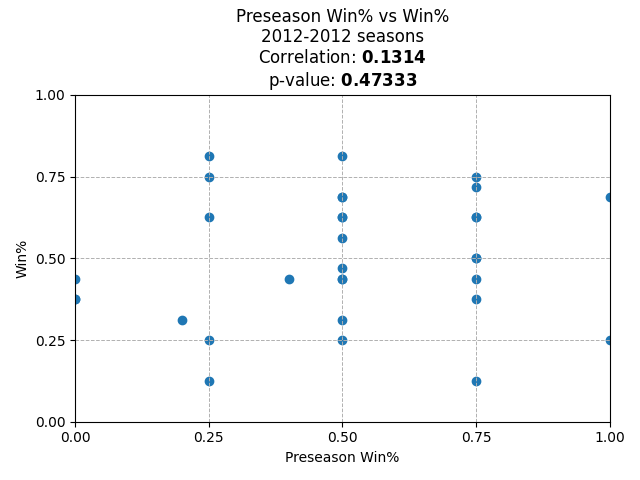 Preseason Win% vs Win%
2012-2012 seasons
Correlation: 0.1314
p-value: 0.47333
1.00
0.75
0.50
0.25
0.00
Win%
0.00 0.25 0.50 0.75 1.00
Preseason Win%